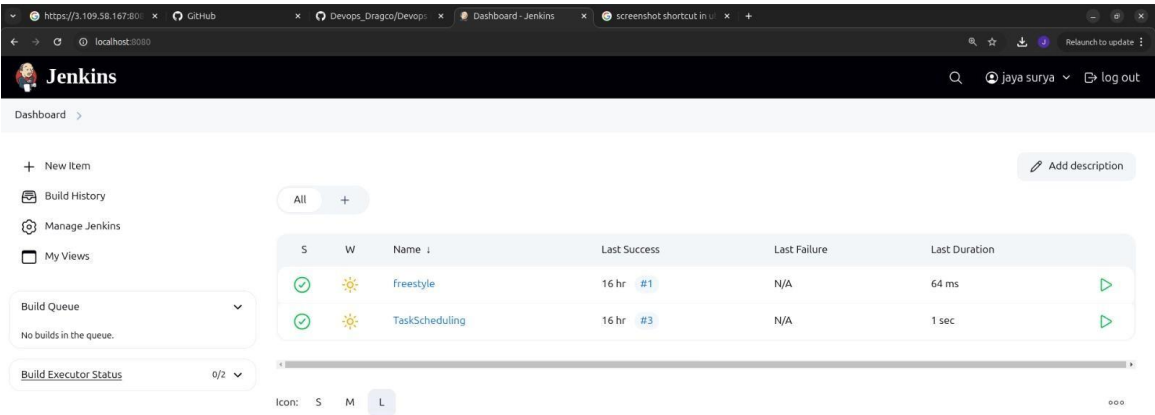 https://3.109.58.167:808
GitHub
Devops_Dragco/Devops
Dashboard - Jenkins
screenshot shortcut in u
localhost:8080
Relaunch to update
Jenkins
jaya surya
log out
Dashboard
New Item
Build History
Manage Jenkins
My Views
Build Queue
No builds in the queue.
Build Executor Status 0/2
Add description
All +
S W Name ↓ Last Success Last Failure Last Duration
freestyle 16 hr #1 N/A 64 ms
TaskScheduling 16 hr #3 N/A 1 sec
Icon: S M L